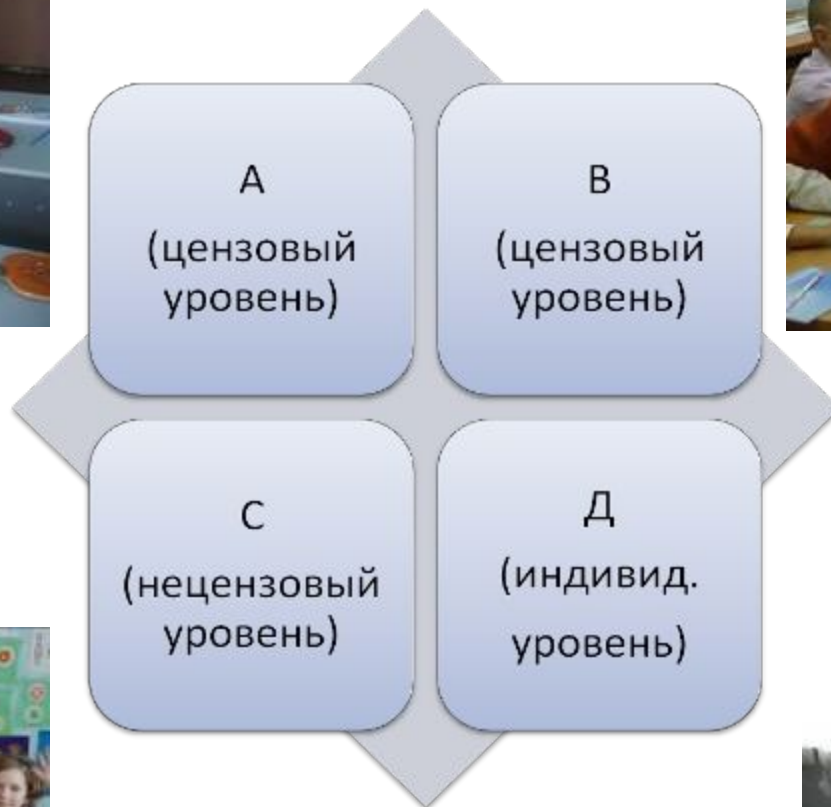 А
(цензовый
уровень)
В
(цензовый
уровень)
С
(нецензовый
уровень)
Д
(индивид.
уровень)